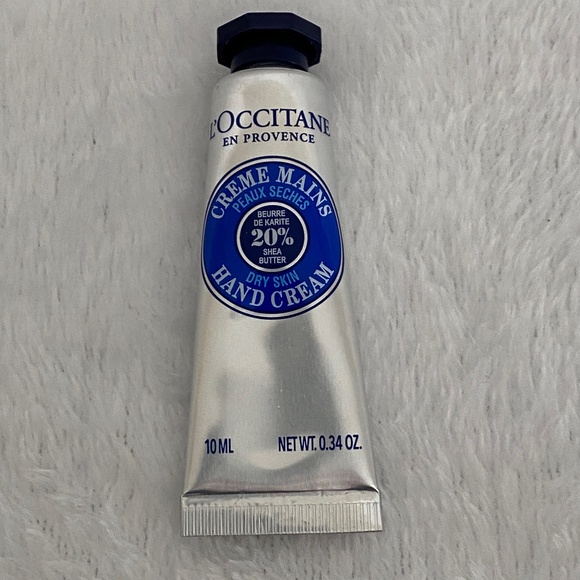 L'OCCITANE
EN PROVENCE
CREME MAINS
PEAUX SECHES
BEURRE
DE KARITE
20%
SHEA
BUTTER
DRY SKIN
HAND CREAM
10 ML NET WT. 0.34 OZ.